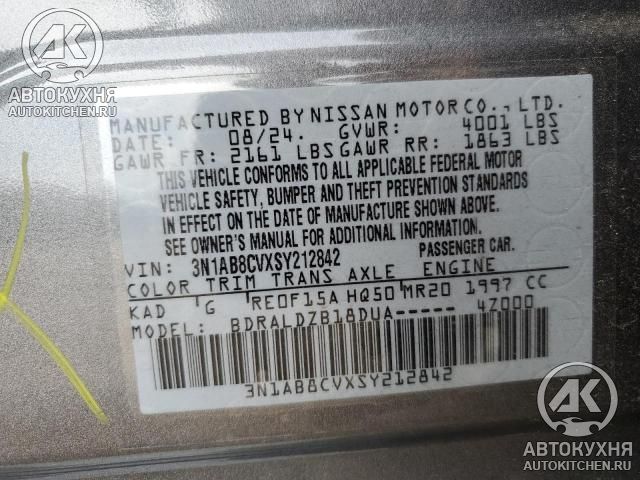 AK
АВТОКУХНЯ
AUTOKITCHEN.RU
MANUFACTURED BY NISSAN MOTOR CO., LTD.
DATE: 08/24. GVWR: 4001 LBS
GAWR FR: 2161 LBS GAWR RR: 1863 LBS
THIS VEHICLE CONFORMS TO ALL APPLICABLE FEDERAL MOTOR
VEHICLE SAFETY, BUMPER AND THEFT PREVENTION STANDARDS
IN EFFECT ON THE DATE OF MANUFACTURE SHOWN ABOVE.
SEE OWNER'S MANUAL FOR ADDITIONAL INFORMATION.
VIN: 3N1AB8CVXSY212842 PASSENGER CAR.
COLOR TRIM TRANS AXLE ENGINE
KAD G RE0F15A HQ50 MR20 1997 CC
MODEL: BDRALDZB18DUA----- 4Z000
3N1AB8CVXSY212842
AK
АВТОКУХНЯ
AUTOKITCHEN.RU